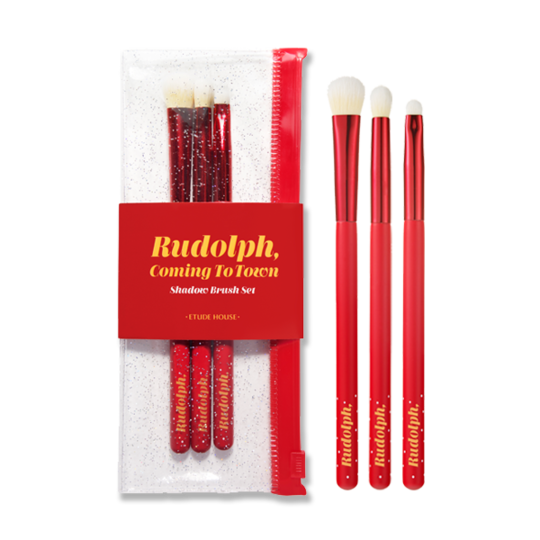 Rudolph,
Coming To Town
Shadow Brush Set
· ETUDE HOUSE ·
Rudolph,
Rudolph,
Rudolph,
Rudolph,
Rudolph,
Rudolph,